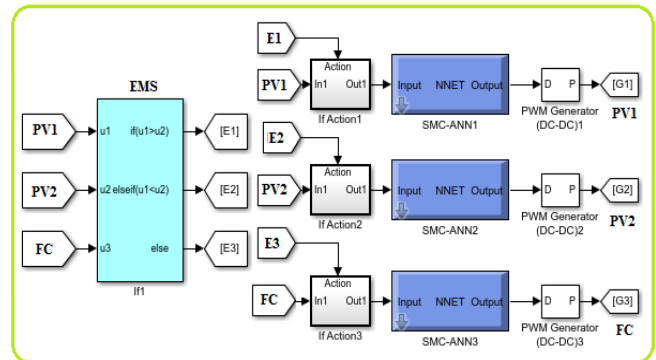 EMS
PV1
PV2
FC
u1 if(u1>u2)
u2 elseif(u1<u2)
u3 else
If1
[E1]
[E2]
[E3]
E1
PV1
Action
In1 Out1
If Action1
Input NNET Output
SMC-ANN1
D P
PWM Generator
(DC-DC)1
[G1]
PV1
E2
PV2
Action
In1 Out1
If Action2
Input NNET Output
SMC-ANN2
D P
PWM Generator
(DC-DC)2
[G2]
PV2
E3
FC
Action
In1 Out1
If Action3
Input NNET Output
SMC-ANN3
D P
PWM Generator
(DC-DC)3
[G3]
FC